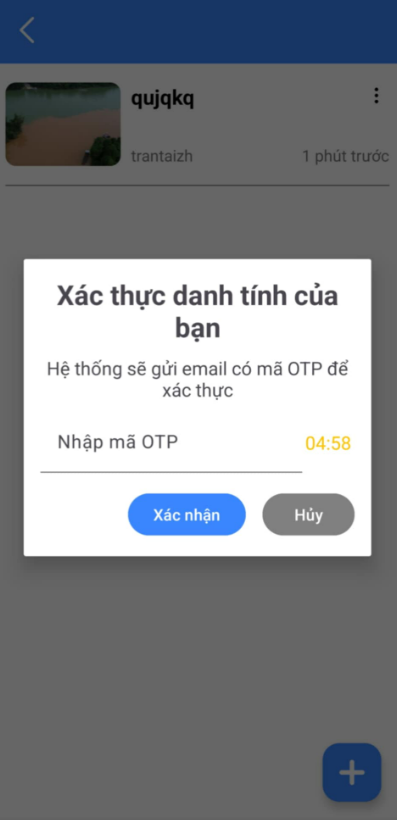 qujqkq
trantaizh
1 phút trước
Xác thực danh tính của
bạn
Hệ thống sẽ gửi email có mã OTP để
xác thực
Nhập mã OTP
04:58
Xác nhận
Hủy